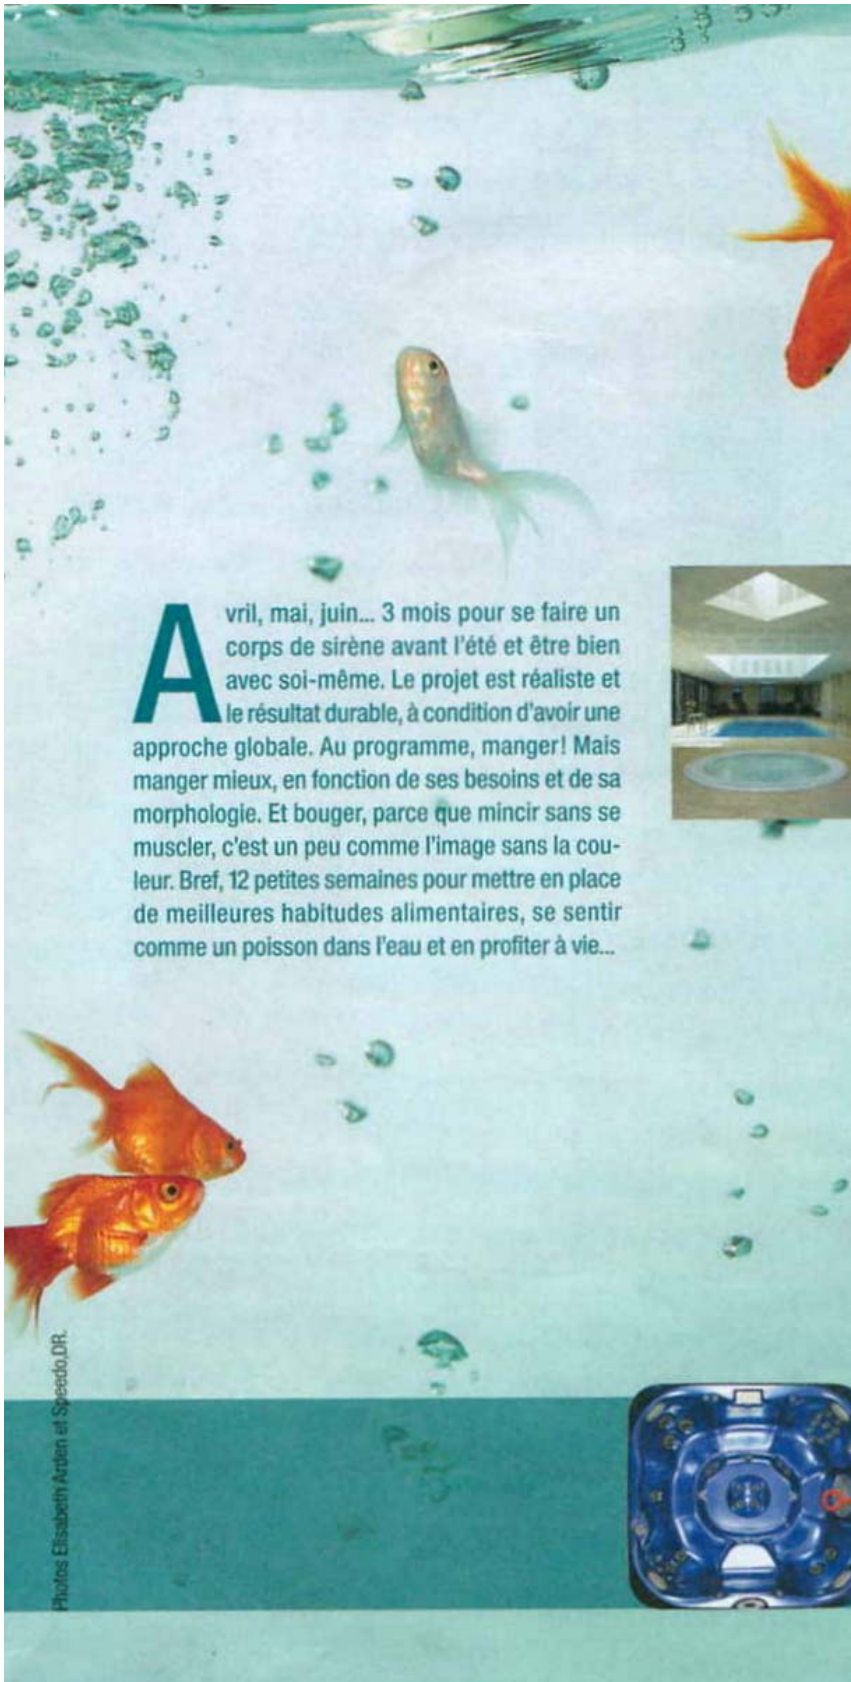 Avril, mai, juin... 3 mois pour se faire un
corps de sirène avant l'été et être bien
avec soi-même. Le projet est réaliste et
le résultat durable, à condition d'avoir une
approche globale. Au programme, manger! Mais
manger mieux, en fonction de ses besoins et de sa
morphologie. Et bouger, parce que mincir sans se
muscler, c'est un peu comme l'image sans la cou-
leur. Bref, 12 petites semaines pour mettre en place
de meilleures habitudes alimentaires, se sentir
comme un poisson dans l'eau et en profiter à vie...
Photos Elisabeth Arden et Speedo,DR.